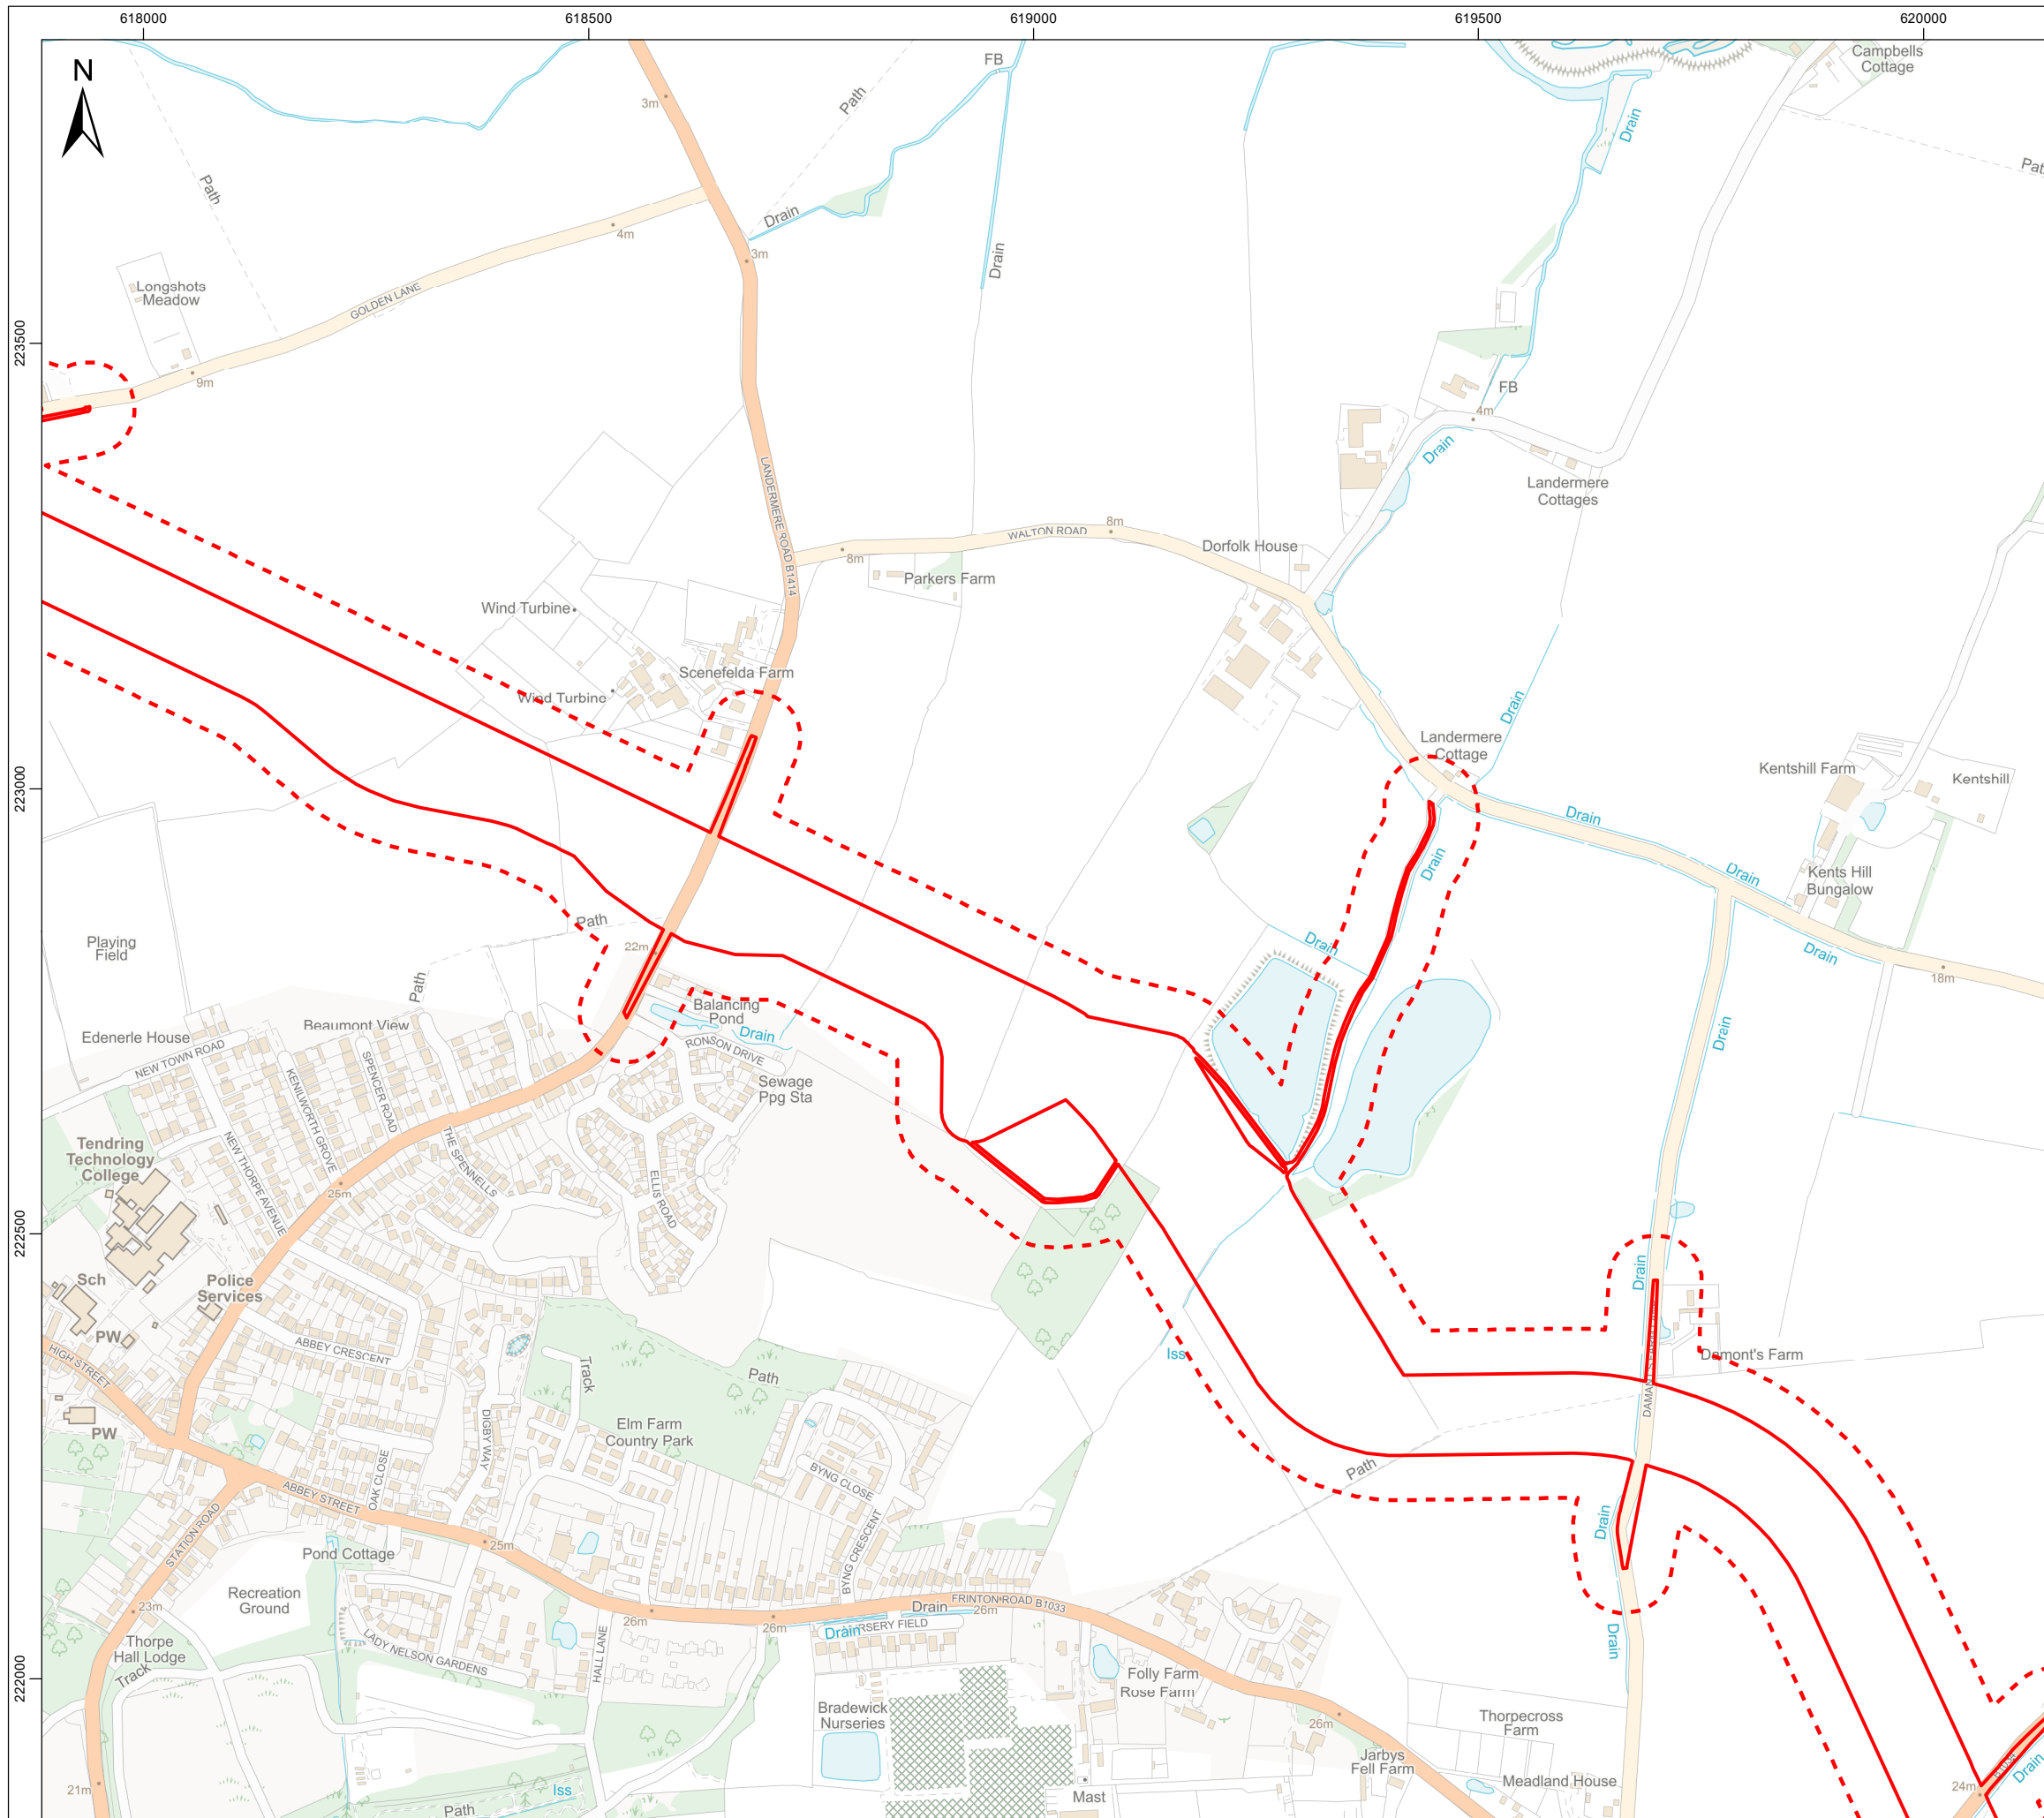 618000
618500
619000
619500
620000
N
FB
Campbells
Cottage
3m
Path
Drain
Path
Drain
4m
3m
Drain
Longshots
Meadow
GOLDEN LANE
223500
9m
FB
4m
Drain
LANDERMERE ROAD B1414
Landermere
Cottages
8m
WALTON ROAD
8m
Dorfolk House
Parkers Farm
Wind Turbine
Scenefelda Farm
Wind Turbine
Drain
Landermere
Cottage
223000
Kentshill Farm
Kentshill
Drain
Drain
Drain
Kents Hill
Bungalow
Path
Playing
Field
22m
Drain
Drain
18m
Path
Balancing
Pond
Drain
Beaumont View
Edenerle House
NEW TOWN ROAD
RONSON DRIVE
Drain
SPENCER ROAD
KENILWORTH GROVE
Sewage
Ppg Sta
Tendring
Technology
College
NEW THORPE AVENUE
THE SPENNELLS
25m
ELLIS ROAD
222500
Sch
Police
Services
Drain
PW
HIGH STREET
ABBEY CRESCENT
Iss
Damont's Farm
Track
Path
PW
DIGBY WAY
Elm Farm
Country Park
OAK CLOSE
BYNG CLOSE
Path
ABBEY STREET
STATION ROAD
Drain
25m
Pond Cottage
BYNG CRESCENT
Recreation
Ground
23m
26m
Drain
FRINTON ROAD B1033
26m
26m
Drain
Drain
Thorpe
Hall Lodge
LADY NELSON GARDENS
HALL LANE
Track
222000
Folly Farm
Rose Farm
Bradewick
Nurseries
26m
Thorpecross
Farm
Jarbys
Fell Farm
Meadland House
24m
Drain
21m
Iss
Path
Mast